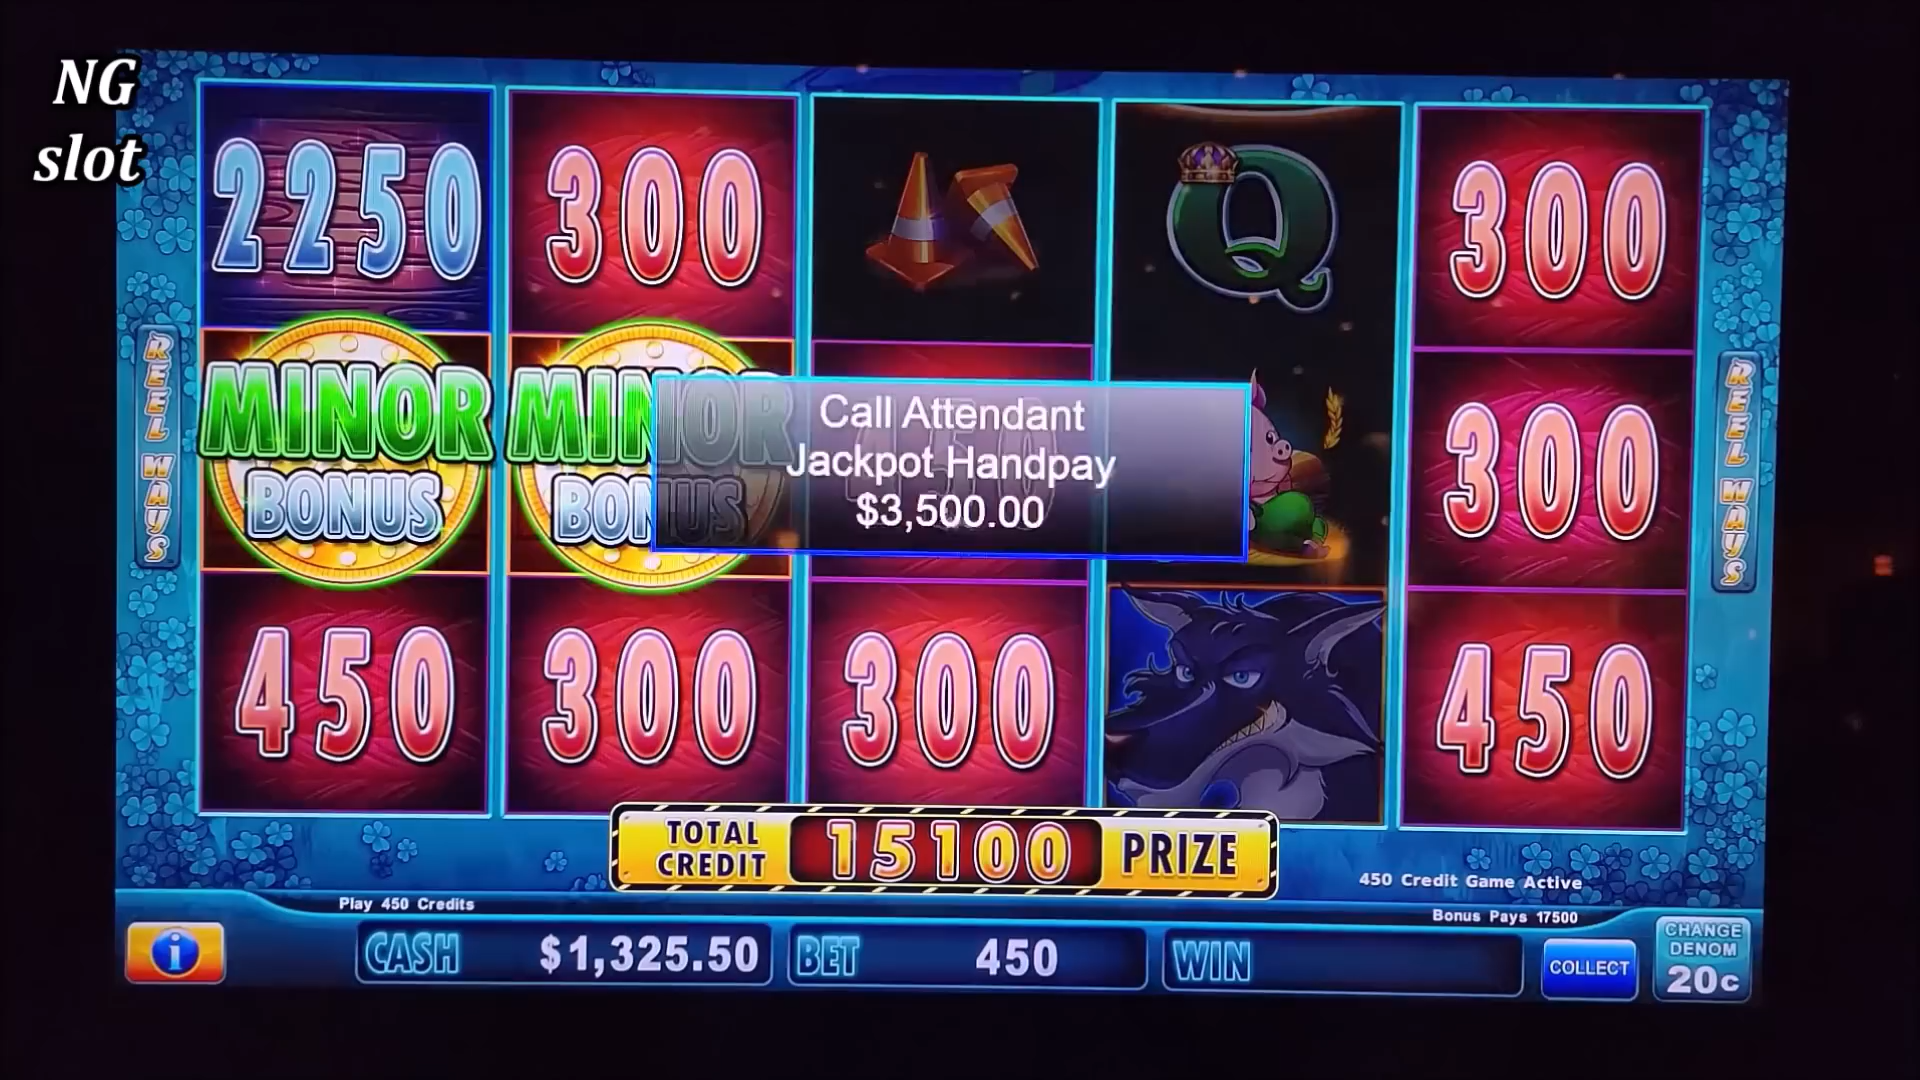 NG
slot
2250
300
Q
300
REEL WAYS
MINOR
BONUS
MINOR
BONUS
450
Call Attendant
Jackpot Handpay
$3,500.00
300
REEL WAYS
450
300
300
450
TOTAL
CREDIT
15100
PRIZE
450 Credit Game Active
Play 450 Credits
Bonus Pays 17500
CASH
$1,325.50
BET
450
WIN
COLLECT
CHANGE
DENOM
20¢